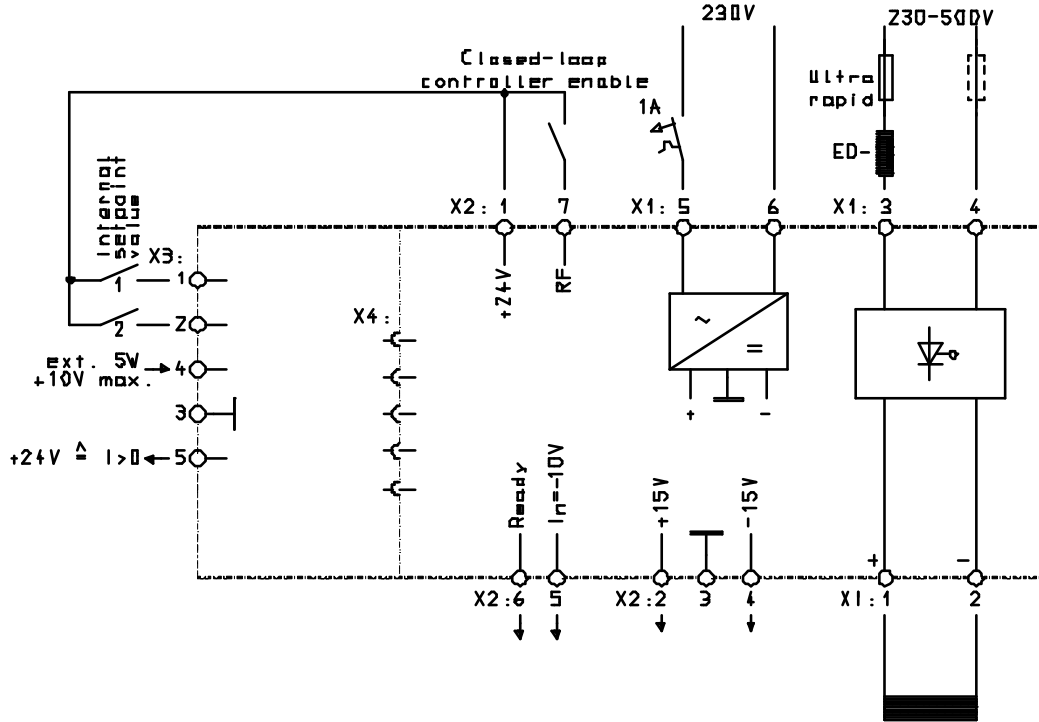 230V
230-500V
Closed-loop
controller enable
Ultra
rapid
1A
ED-
Internal
setpoint
value
X2: 1 7
X1: 5 6
X1: 3 4
X3:
1
1
+24V
RF
2
2
X4:
~
=
ext. 5W
+10V max.
4
+ -
3
+24V ≙ I>0
5
Ready
In=-10V
+15V
-15V
+ -
X2:6 5
X2:2 3 4
X1:1 2